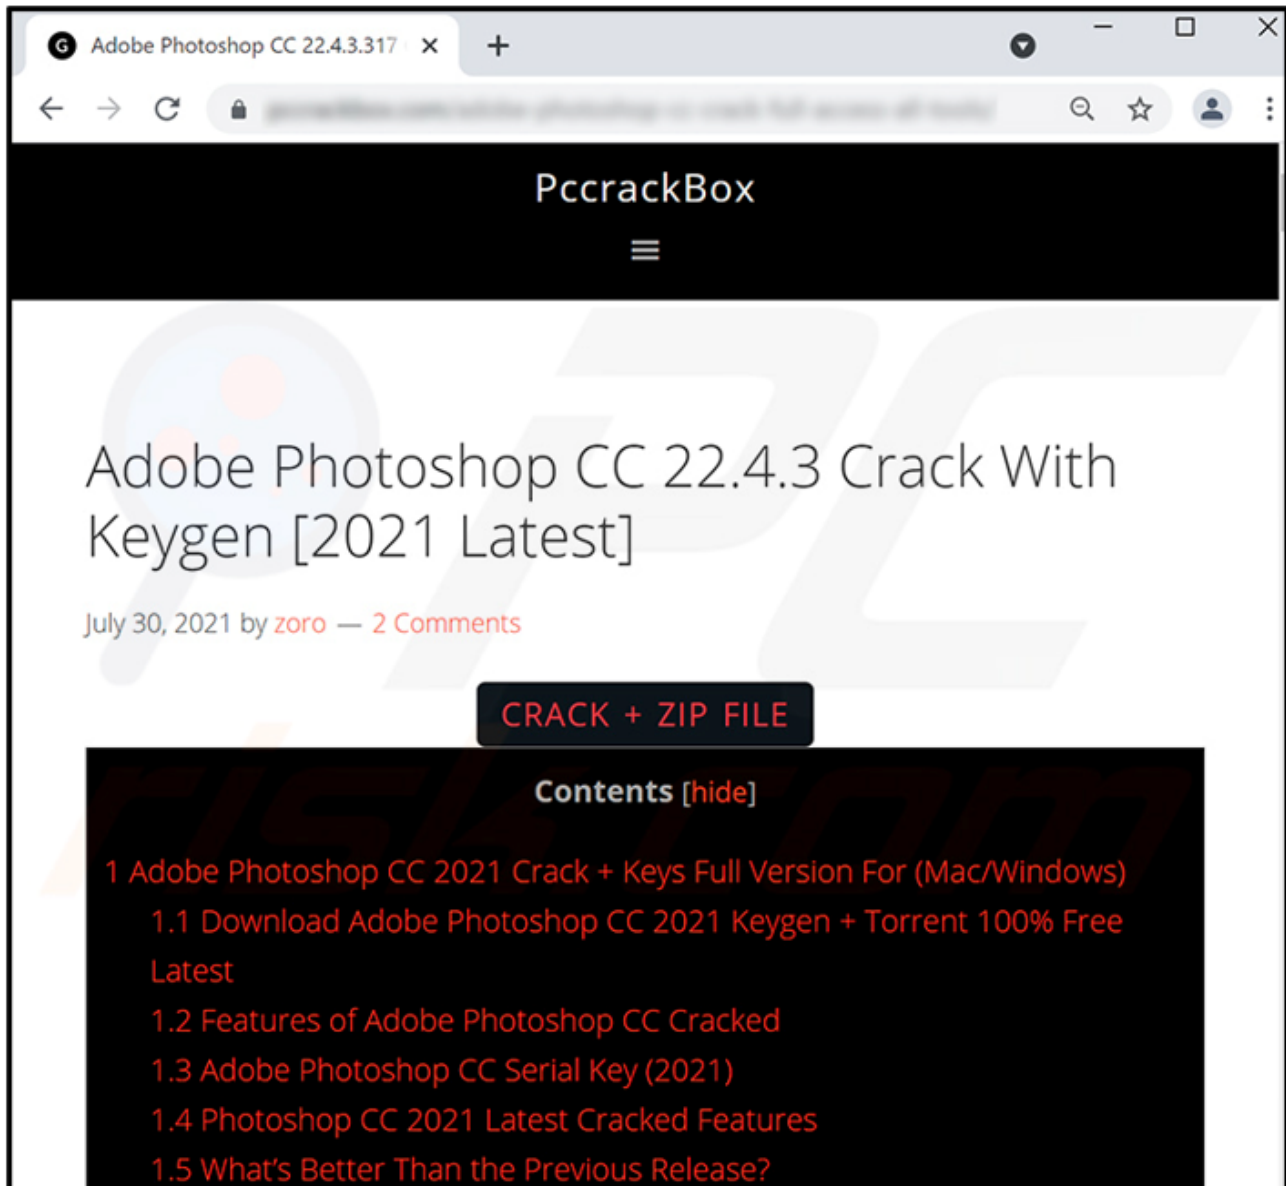 Adobe Photoshop CC 22.4.3.317
PccrackBox
Adobe Photoshop CC 22.4.3 Crack With
Keygen [2021 Latest]
July 30, 2021 by zoro — 2 Comments
CRACK + ZIP FILE
Contents [hide]
1 Adobe Photoshop CC 2021 Crack + Keys Full Version For (Mac/Windows)
1.1 Download Adobe Photoshop CC 2021 Keygen + Torrent 100% Free
Latest
1.2 Features of Adobe Photoshop CC Cracked
1.3 Adobe Photoshop CC Serial Key (2021)
1.4 Photoshop CC 2021 Latest Cracked Features
1.5 What's Better Than the Previous Release?
PC
risk.com